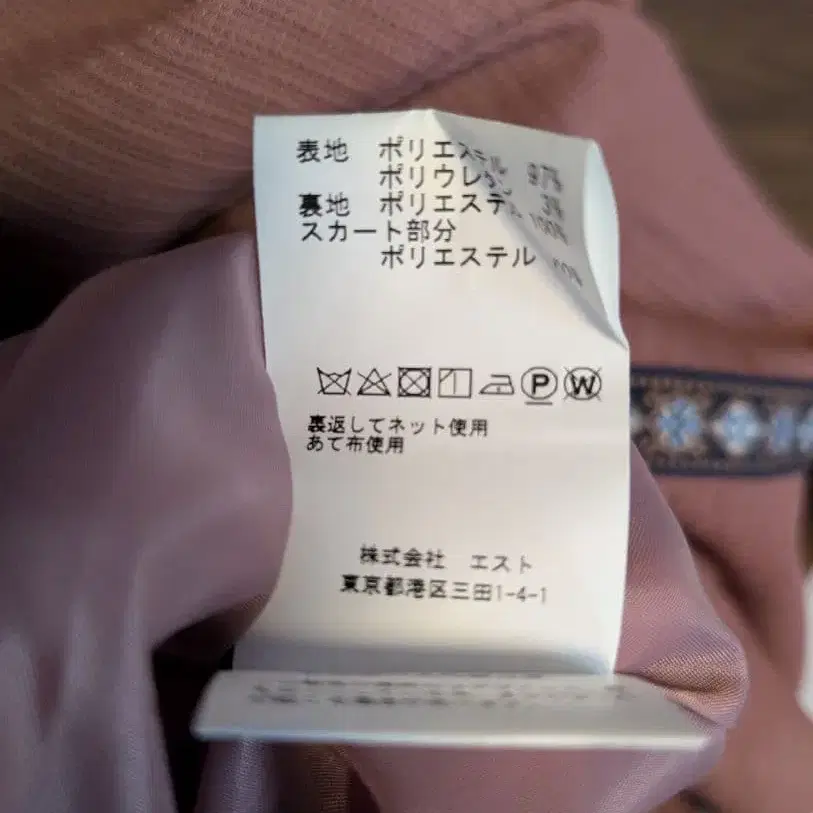 表地 ポリエステル 97%
ポリウレタン 3%
裏地 ポリエステル 100%
スカート部分
ポリエステル
P W
裏返してネット使用
あて布使用
株式会社 エスト
東京都港区三田1-4-1